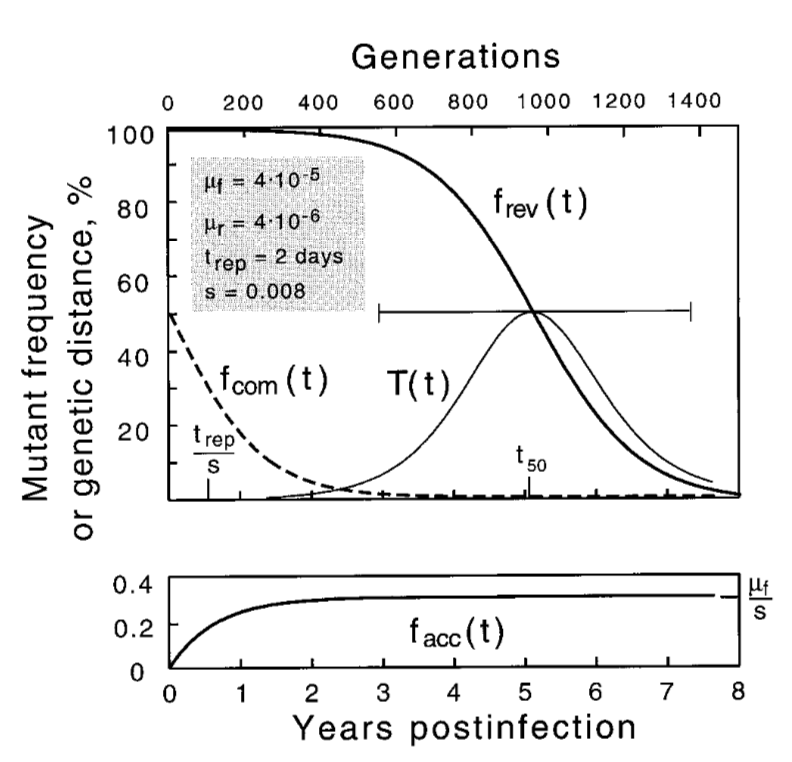 Generations
0 200 400 600 800 1000 1200 1400
Mutant frequency
or genetic distance, %
100
80
60
40
20
μf = 4·10-5
μr = 4·10-6
trep = 2 days
s = 0.008
frev (t)
fcom (t)
T(t)
trep
s
t50
0.4
0.2
0
facc (t)
μf
s
0 1 2 3 4 5 6 7 8
Years postinfection